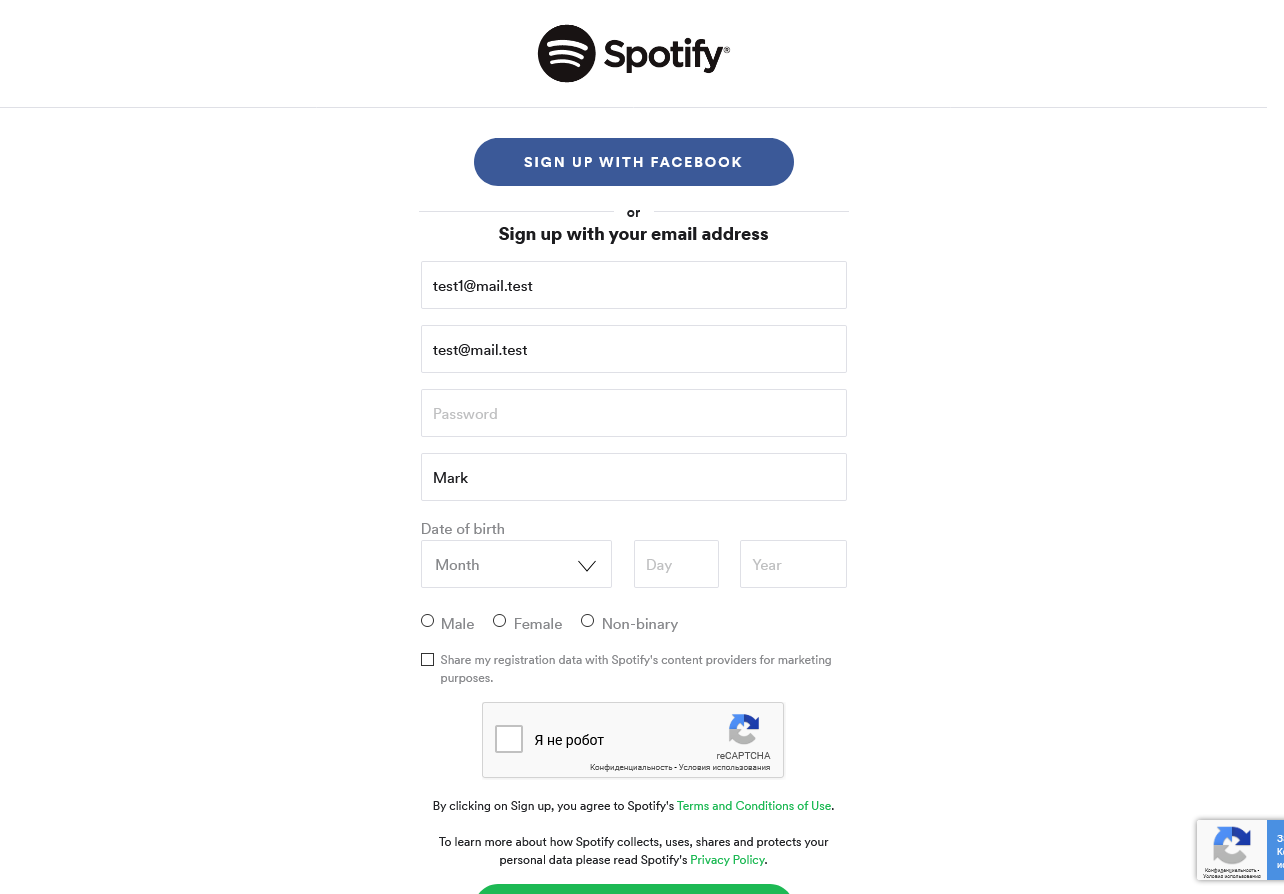 Spotify®
SIGN UP WITH FACEBOOK
or
Sign up with your email address
test1@mail.test
test@mail.test
Password
Mark
Date of birth
Month Day Year
Male Female Non-binary
Share my registration data with Spotify's content providers for marketing
purposes.
Я не робот
reCAPTCHA
Конфиденциальность - Условия использования
By clicking on Sign up, you agree to Spotify's Terms and Conditions of Use.
To learn more about how Spotify collects, uses, shares and protects your
personal data please read Spotify's Privacy Policy.
Конфиденциальность -
Условия использования